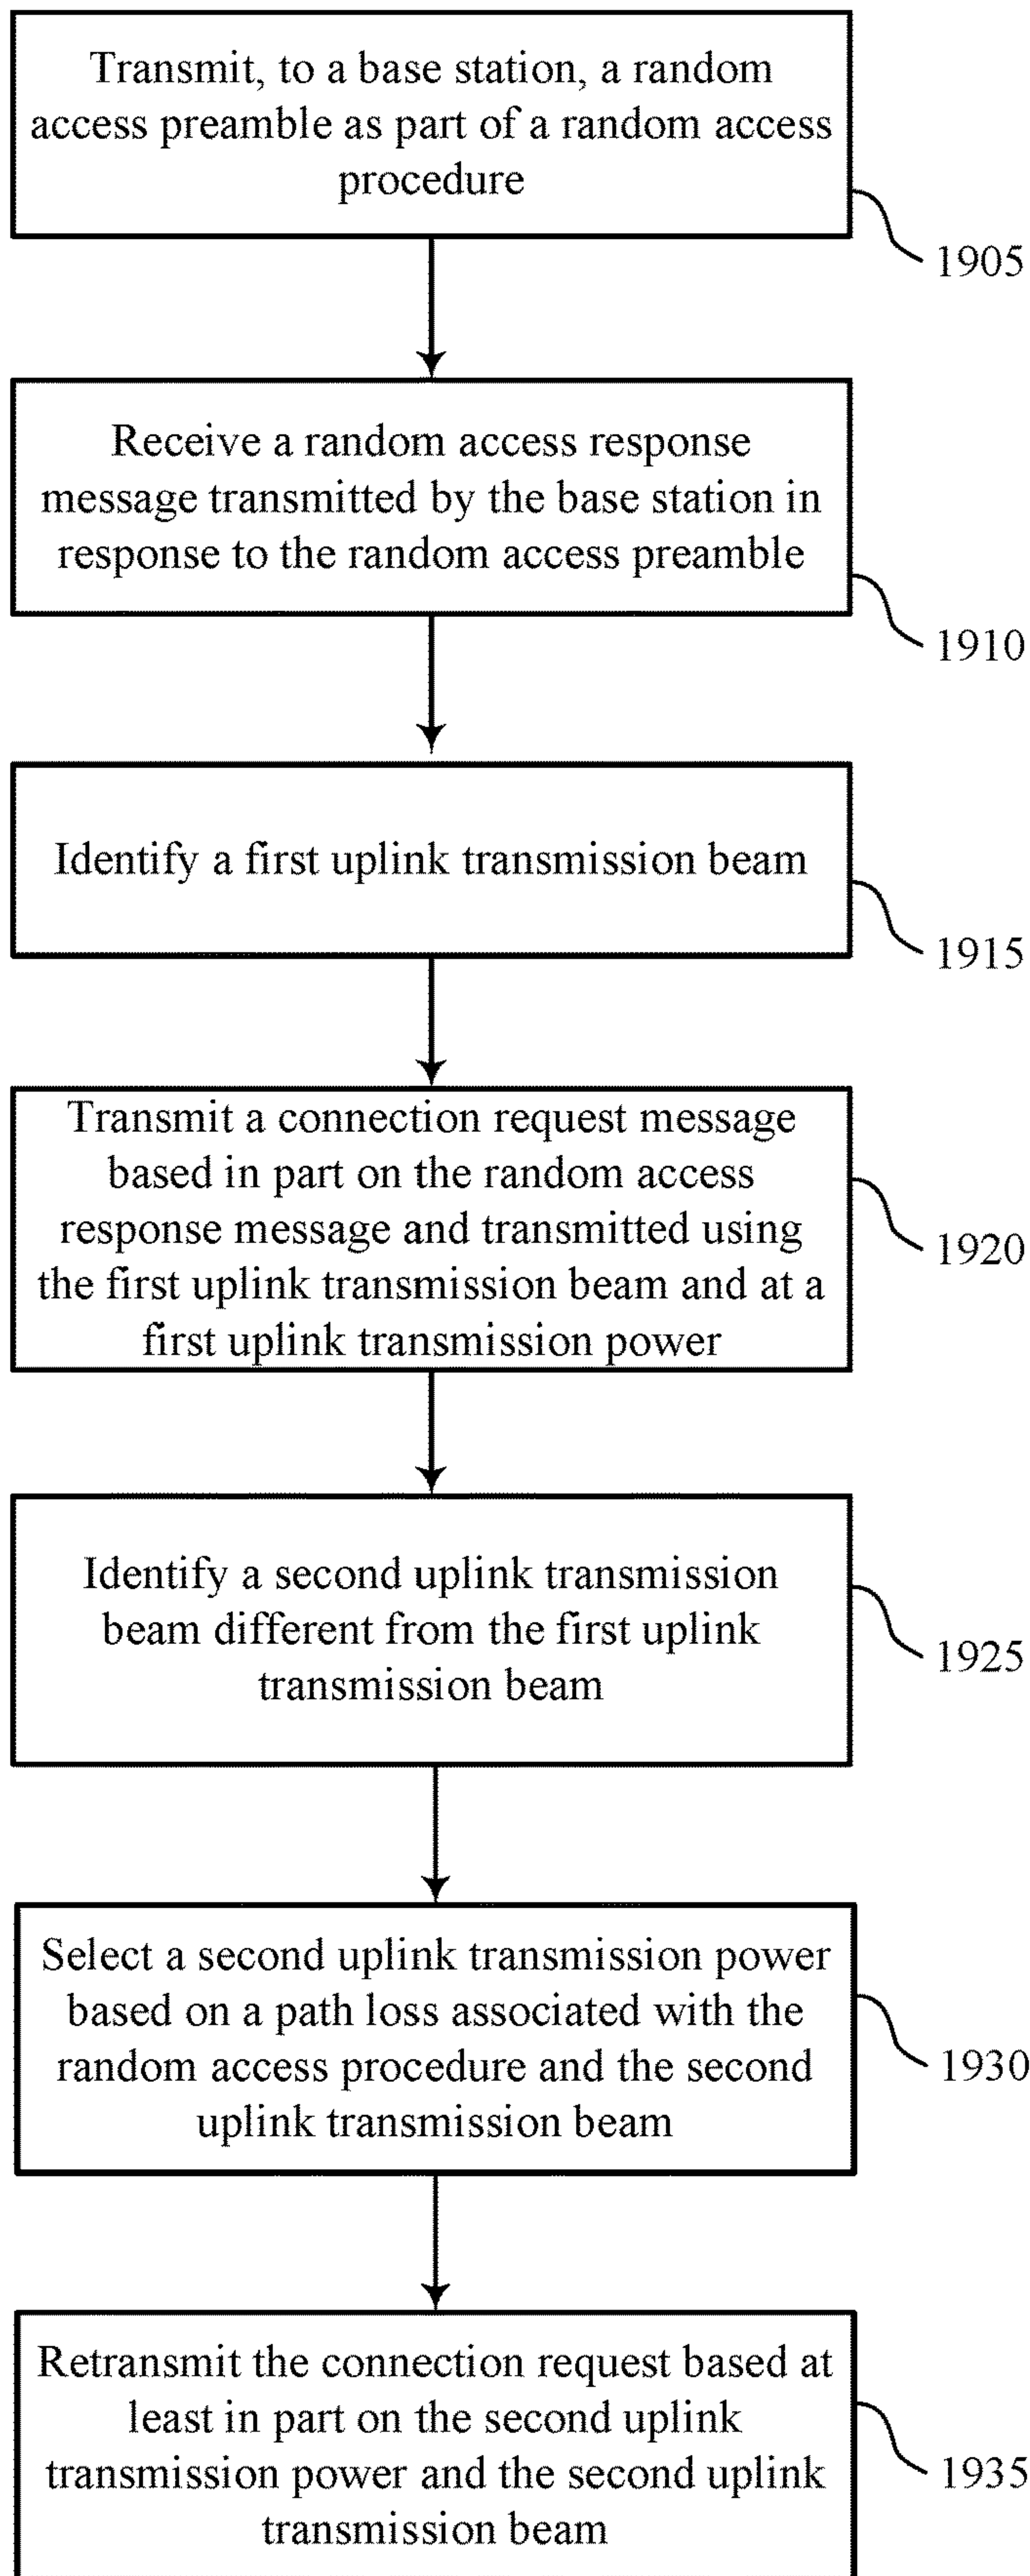 Transmit, to a base station, a random
access preamble as part of a random access
procedure
1905
Receive a random access response
message transmitted by the base station in
response to the random access preamble
1910
Identify a first uplink transmission beam
1915
Transmit a connection request message
based in part on the random access
response message and transmitted using
the first uplink transmission beam and at a
first uplink transmission power
1920
Identify a second uplink transmission
beam different from the first uplink
transmission beam
1925
Select a second uplink transmission power
based on a path loss associated with the
random access procedure and the second
uplink transmission beam
1930
Retransmit the connection request based at
least in part on the second uplink
transmission power and the second uplink
transmission beam
1935